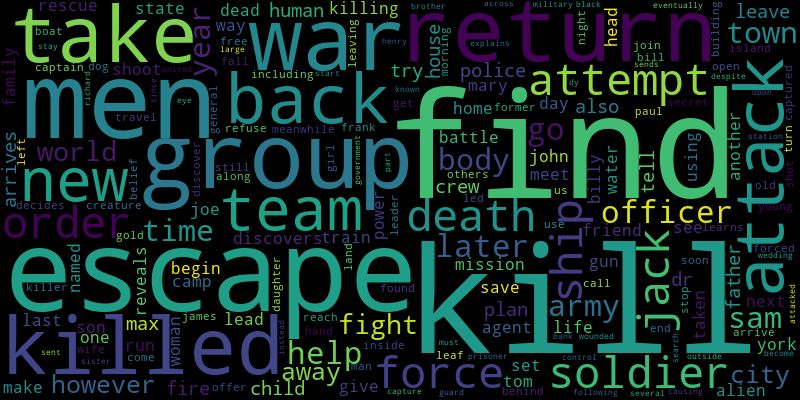 rescue
state
dead
human
killing
war
return
building
eventually
brother
across
military
black
sends
boat
stay
way
free
large
fall
leaving
henry
explains
night
head
join
bill
island
leave
town
captain
dog
shoot
year
house
morning
family
take
men
back
including
try
police
mary
attempt
open
despite
general
united
richard
since
eye
travel
refuse
meanwhile
frank
get
home
former
day
also
paul
secret
upon
captured
arrives
left
world
group
find
attack
new
decides
creature
belief
discover
still
along
girl
government
part
battle
body
others
crew
go
john
meet
us
billy
water
tell
using
another
station
old
turn
shot
young
order
time
joe
gold
team
power
leader
death
led
use
officer
friend
see
learns
named
reveals
discovers
train
land
later
ship
mission
gun
call
jack
father
forced
wedding
escape
begin
camp
killer
daughter
found
reach
save
plan
army
dr
stop
soon
taken
next
attacked
kill
killed
last
son
one
wife
sister
sent
max
run
come
james
lead
hand
instead
woman
fight
inside
agent
life
bank
wounded
end
search
sam
arrive
york
become
make
however
fire
offer
child
help
away
man
give
capture
must
leaf
guard
prisoner
force
tom
behind
set
following
control
soldier
several
outside
causing
city
alien